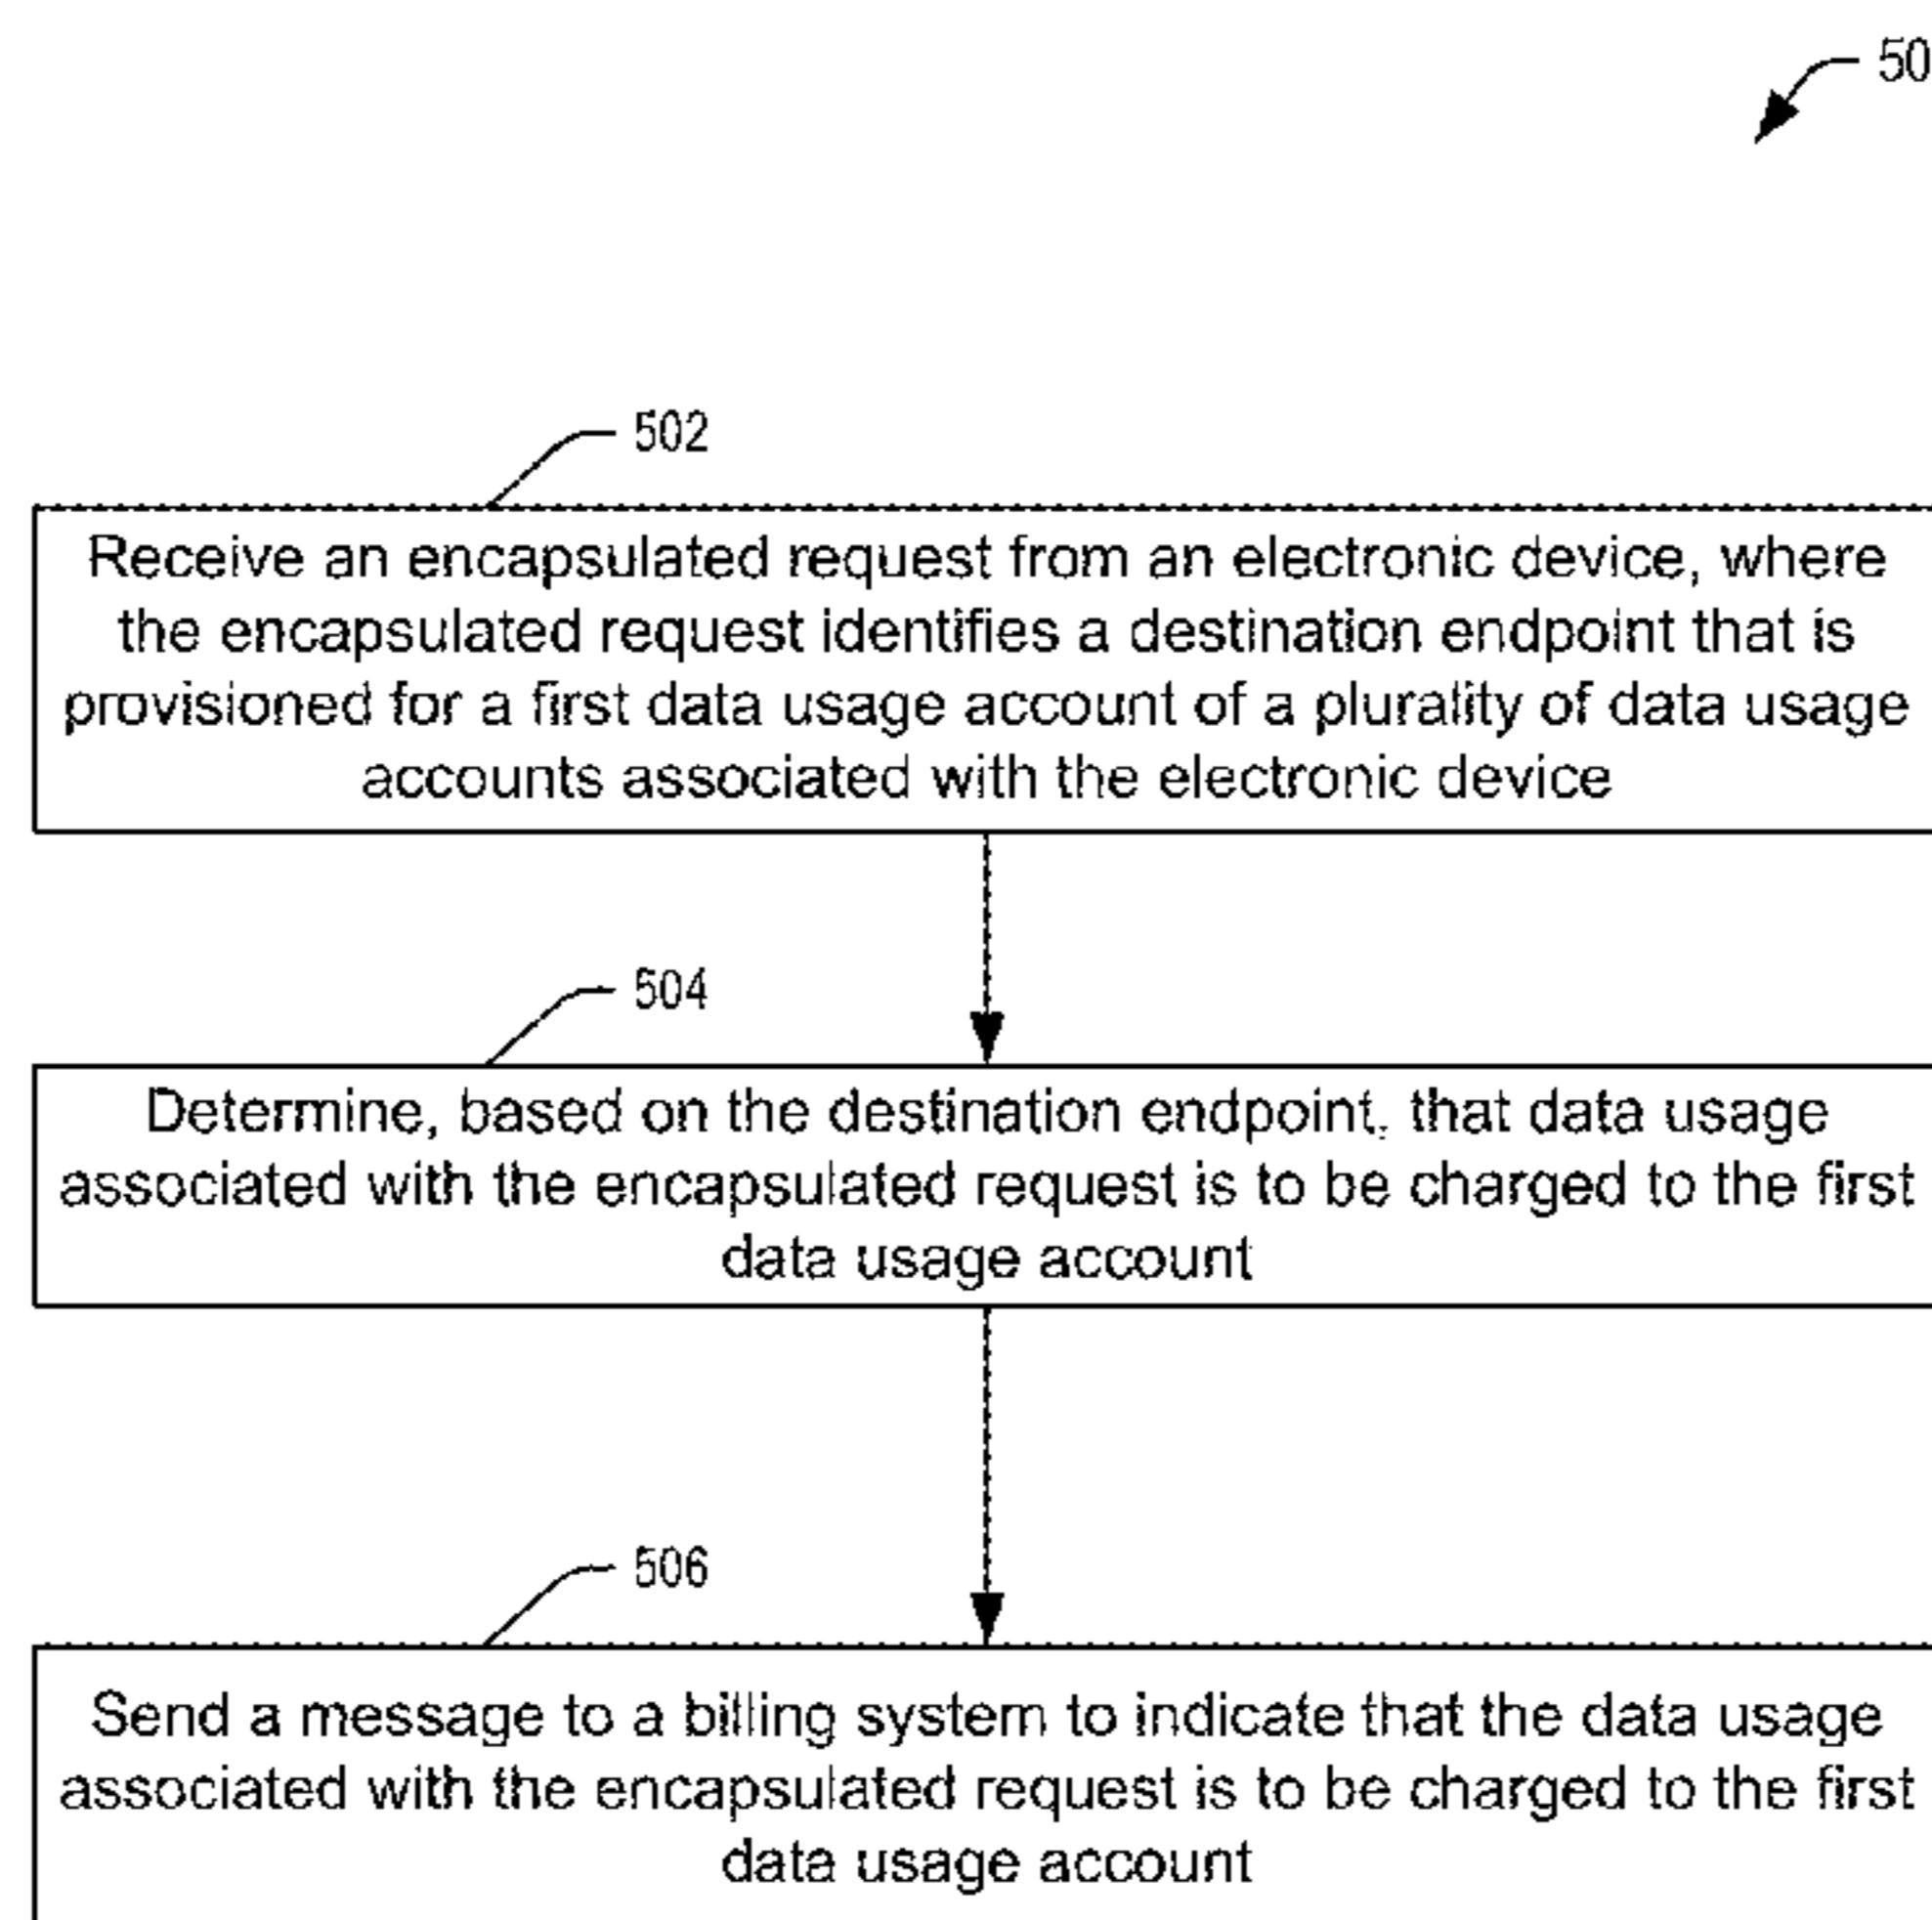 50
502
Receive an encapsulated request from an electronic device, where
the encapsulated request identifies a destination endpoint that is
provisioned for a first data usage account of a plurality of data usage
accounts associated with the electronic device
504
Determine, based on the destination endpoint, that data usage
associated with the encapsulated request is to be charged to the first
data usage account
506
Send a message to a billing system to indicate that the data usage
associated with the encapsulated request is to be charged to the first
data usage account